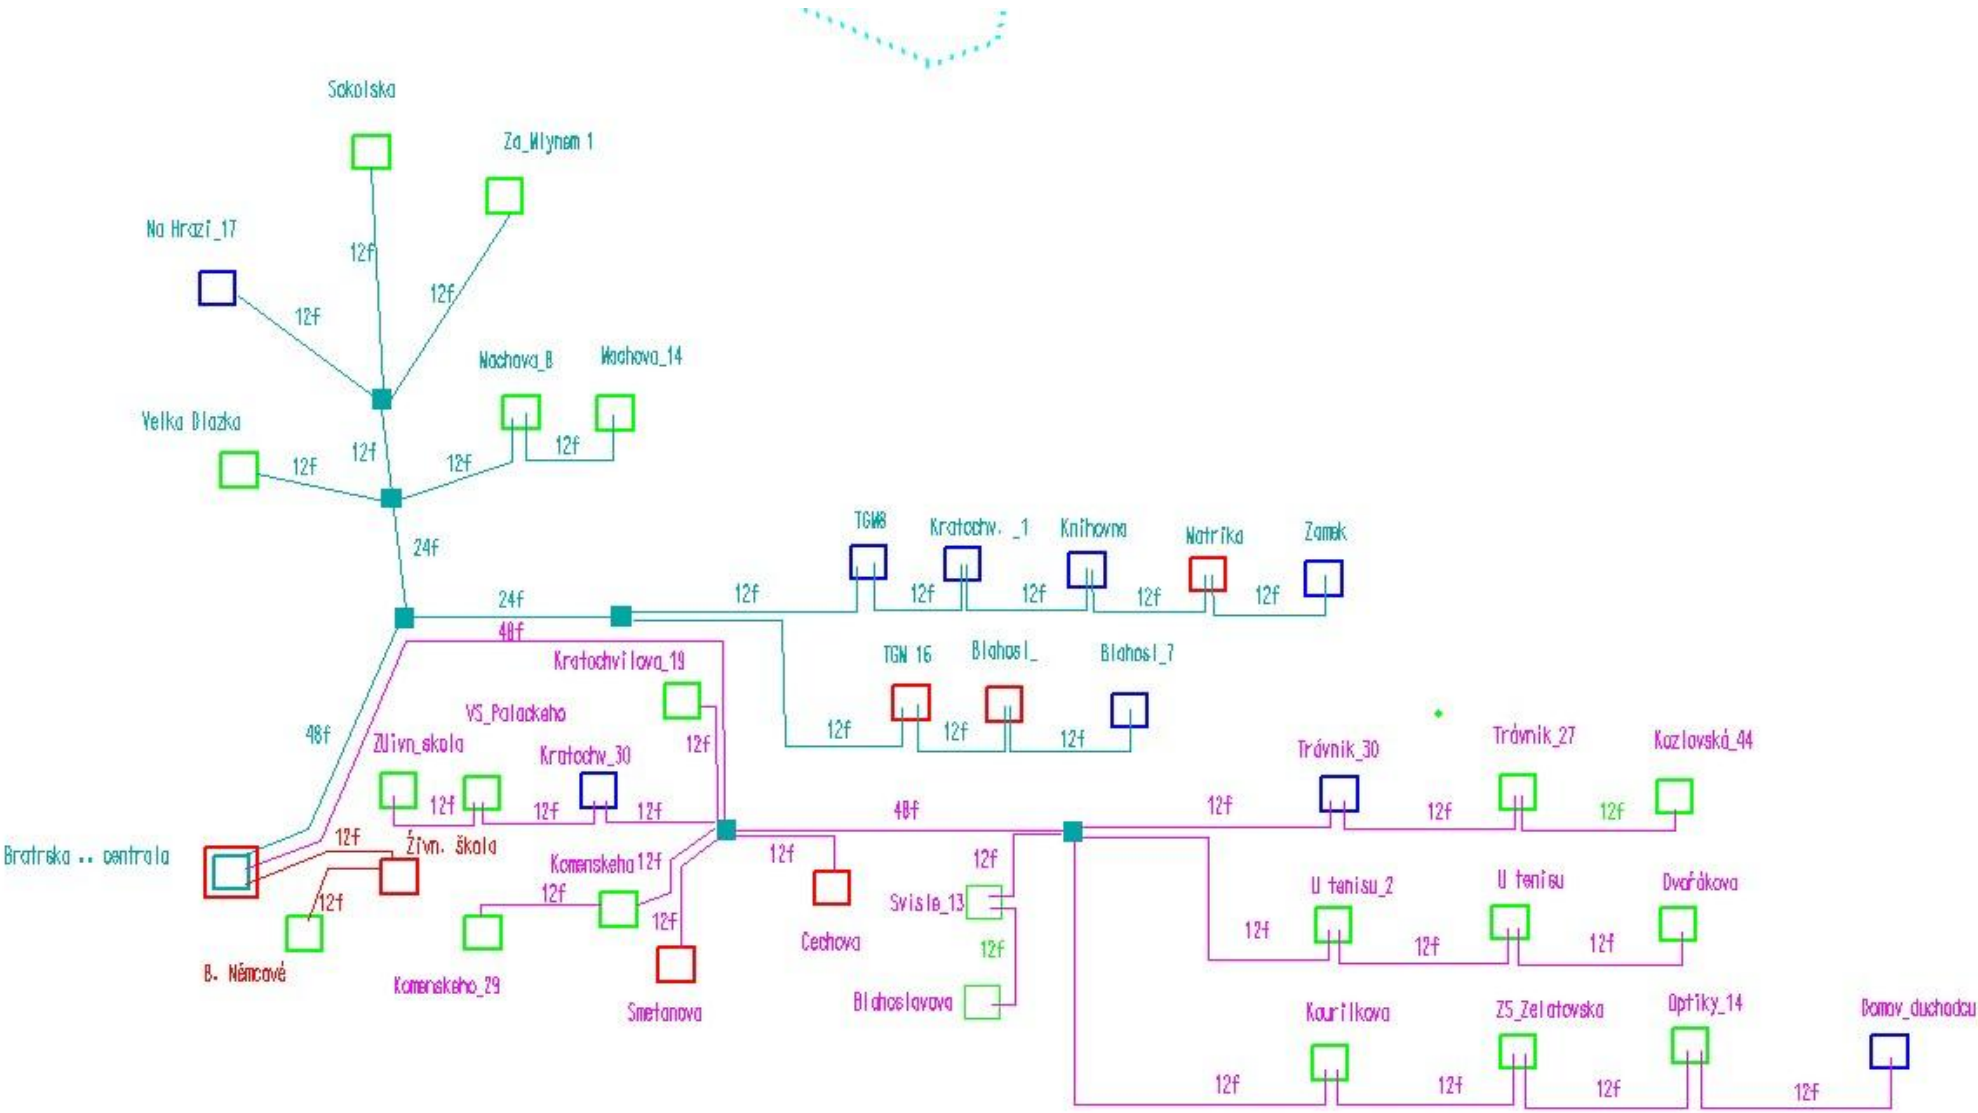 Sokolska
Za_Mlynem 1
Na Hrazí_17
12f
12f
12f
Machova_8
Machova_14
Velka Dlazka
12f
12f
12f
12f
TGM8
Kratochv. _1
Knihovna
Matrika
Zamek
24f
24f
12f
12f
12f
12f
12f
48f
Kratochvilova_19
TGM 16
Blahosl_
Blahosl_7
VS_Palackeho
48f
ZUivn_skola
Kratochv_30
12f
12f
12f
12f
Trávnik_30
Trávnik_27
Kozlovská_44
12f
12f
12f
48f
12f
12f
12f
Bratrska .. centrala
12f
Živn. škola
Komenskeho
12f
12f
12f
U tenisu_2
U tenisu
Dvořákova
12f
12f
12f
Svisle_13
B. Němcové
Komenskeho_29
Smetanova
Cechova
12f
12f
12f
12f
Blahoslavova
Kourilkova
ZS_Zelatovska
Optiky_14
Domov_duchodcu
12f
12f
12f
12f